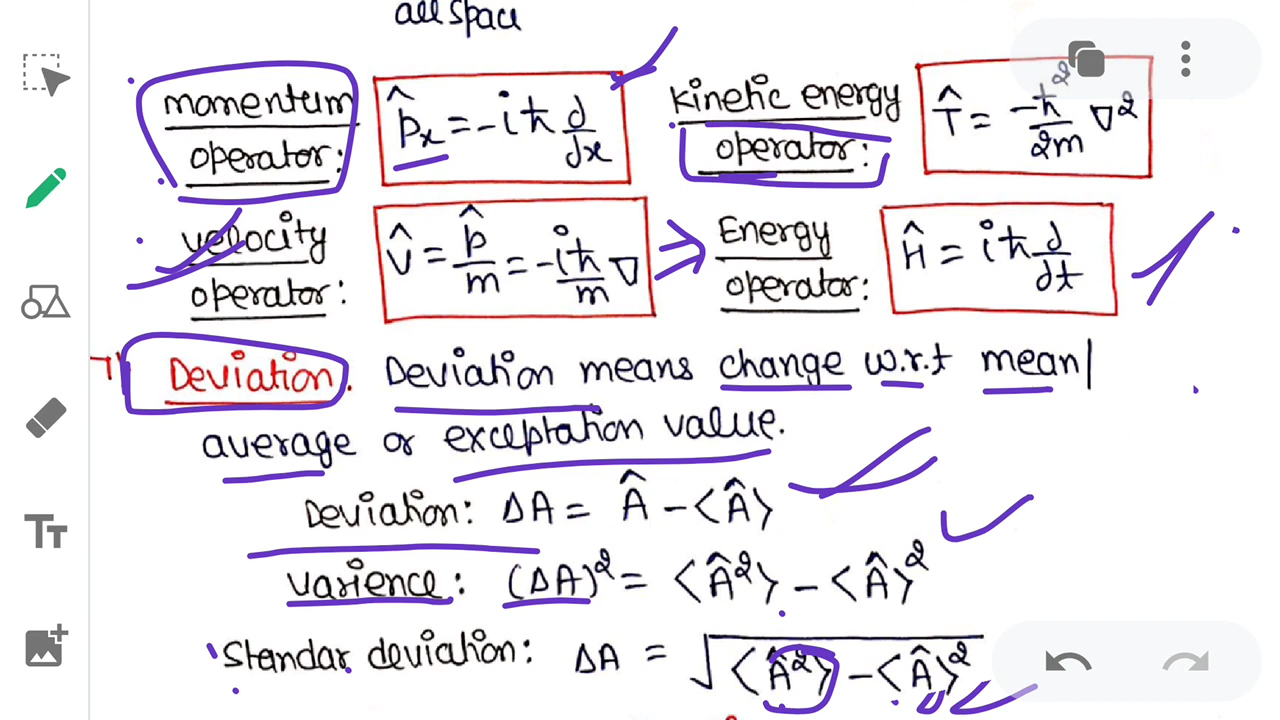 all space
momentum operator: p̂ₓ = -iħ d/dx
Kinetic energy operator: T̂ = -ħ²/2m ∇²
velocity operator: v̂ = p̂/m = -iħ/m ∇
Energy operator: Ĥ = iħ d/dt
Deviation. Deviation means change w.r.t mean|
average or exceptation value.
Deviation: ΔA = Â - <Â>
varience: (ΔA)² = <Â²> - <Â>²
Standar deviation: ΔA = √<Â²> - <Â>²
TT